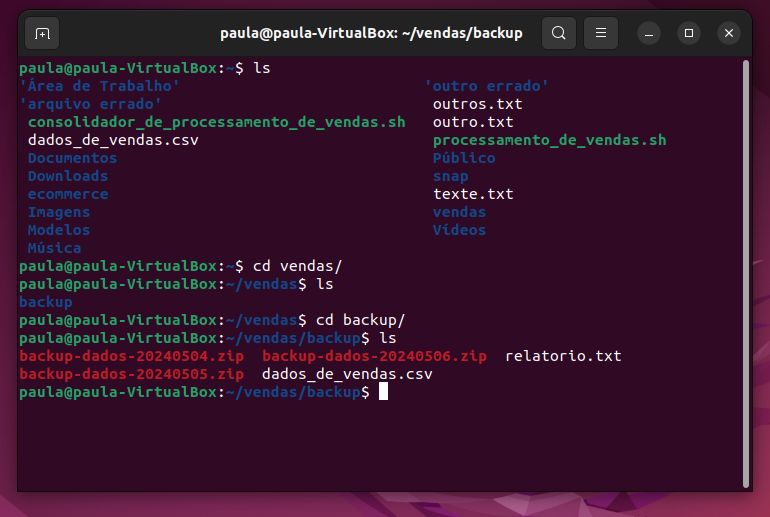 paula@paula-VirtualBox: ~/vendas/backup
paula@paula-VirtualBox:~$ ls
'Área de Trabalho' 'outro errado'
'arquivo errado' outros.txt
consolidador_de_processamento_de_vendas.sh outro.txt
dados_de_vendas.csv processamento_de_vendas.sh
Documentos Público
Downloads snap
ecommerce texte.txt
Imagens vendas
Modelos Vídeos
Música
paula@paula-VirtualBox:~$ cd vendas/
paula@paula-VirtualBox:~/vendas$ ls
backup
paula@paula-VirtualBox:~/vendas$ cd backup/
paula@paula-VirtualBox:~/vendas/backup$ ls
backup-dados-20240504.zip backup-dados-20240506.zip relatorio.txt
backup-dados-20240505.zip dados_de_vendas.csv
paula@paula-VirtualBox:~/vendas/backup$